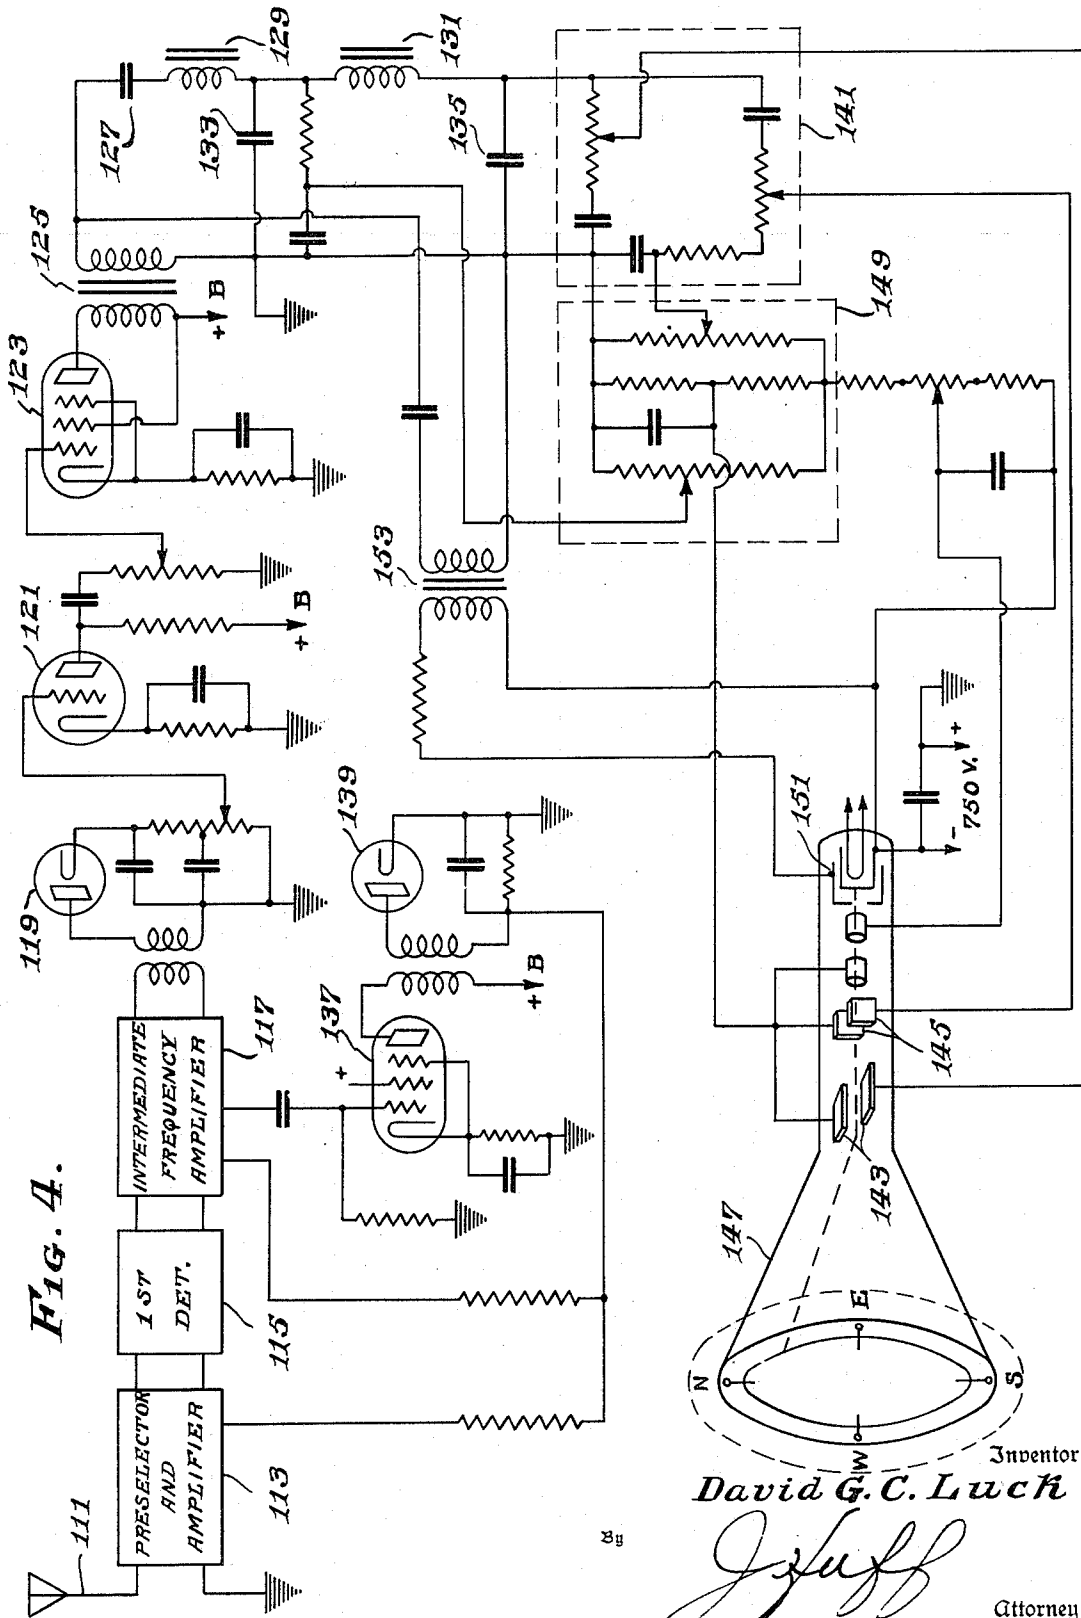 FIG. 4.
111
PRESELECTOR
AND
AMPLIFIER
113
1ST
DET.
115
INTERMEDIATE
FREQUENCY
AMPLIFIER
117
119
121
+ B
123
+ B
125
127
129
131
133
135
137
+
+ B
139
141
149
153
151
- 750 V. +
145
143
147
N
E
S
W
Inventor
David G. C. Luck
By
J. Huff
Attorney